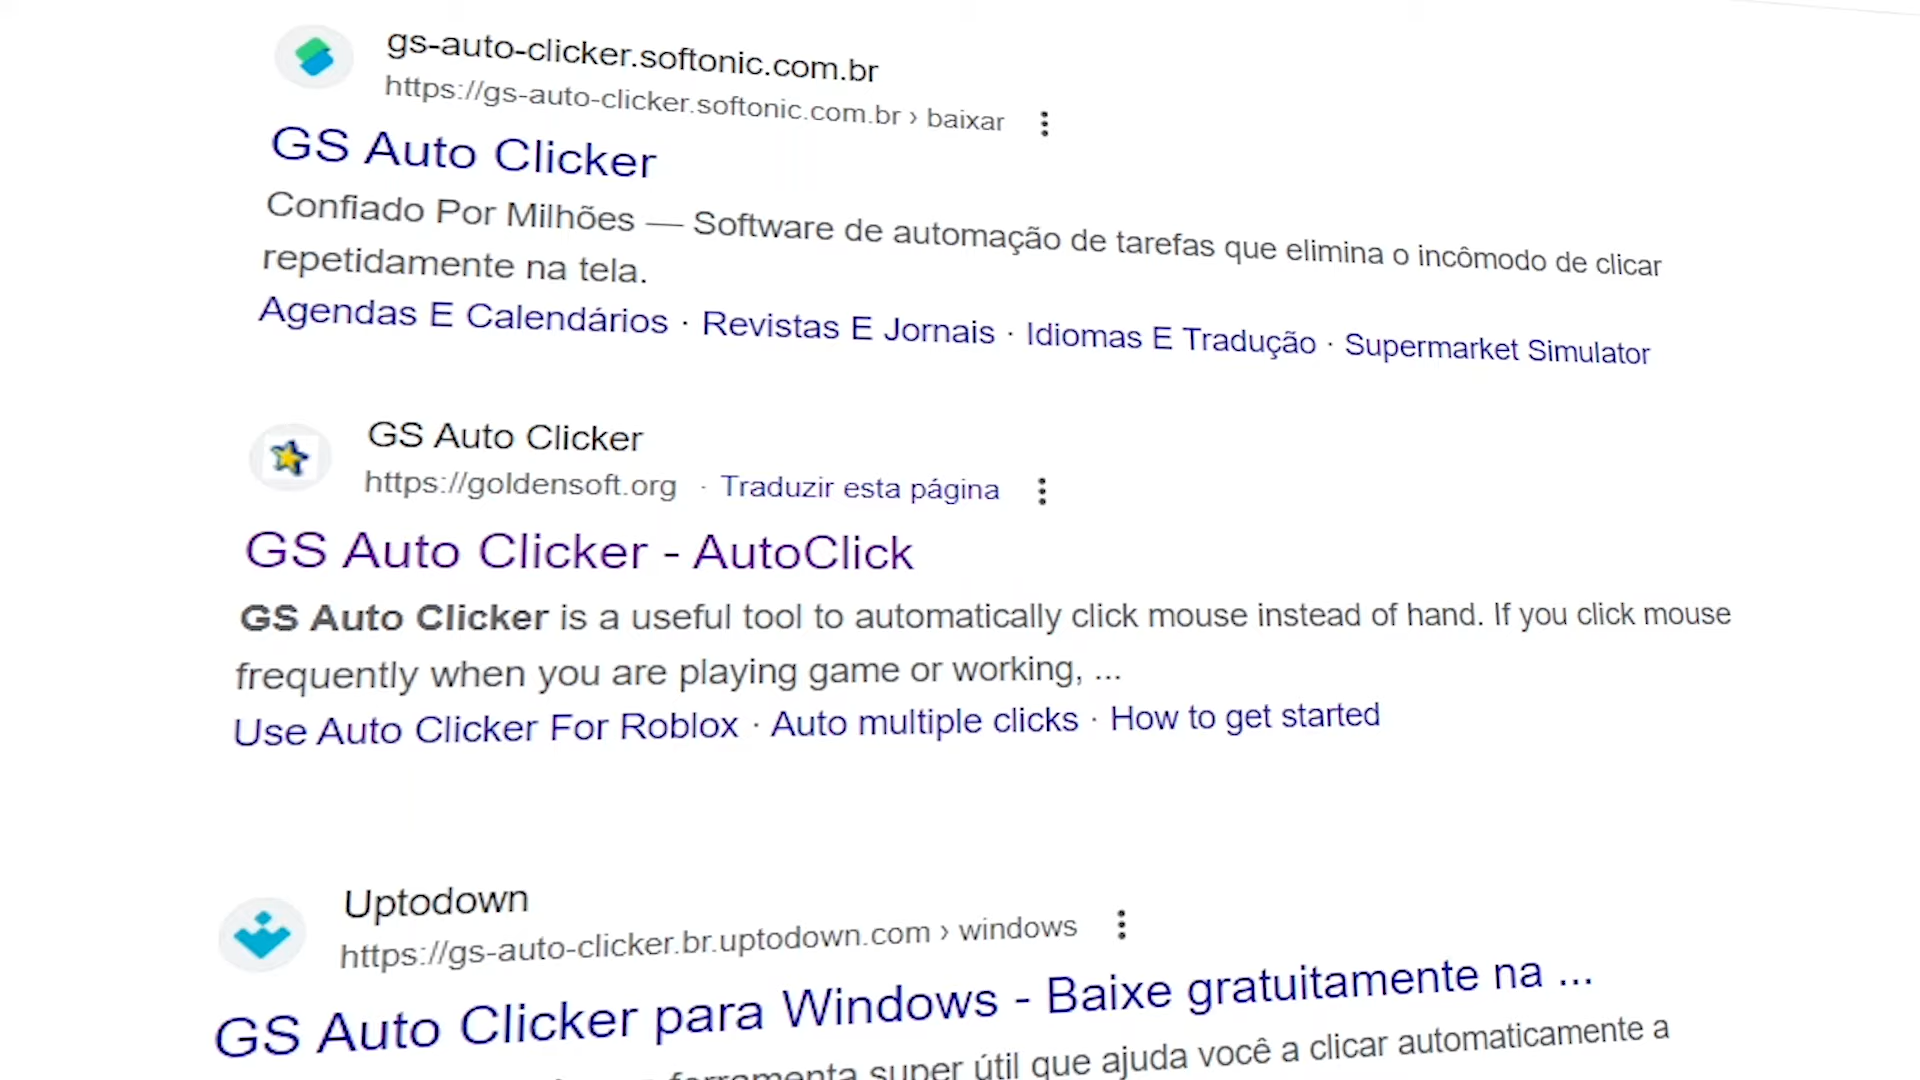 gs-auto-clicker.softonic.com.br
https://gs-auto-clicker.softonic.com.br › baixar
GS Auto Clicker
Confiado Por Milhões — Software de automação de tarefas que elimina o incômodo de clicar
repetidamente na tela.
Agendas E Calendários · Revistas E Jornais · Idiomas E Tradução · Supermarket Simulator
GS Auto Clicker
https://goldensoft.org · Traduzir esta página
GS Auto Clicker - AutoClick
GS Auto Clicker is a useful tool to automatically click mouse instead of hand. If you click mouse
frequently when you are playing game or working, ...
Use Auto Clicker For Roblox · Auto multiple clicks · How to get started
Uptodown
https://gs-auto-clicker.br.uptodown.com › windows
GS Auto Clicker para Windows - Baixe gratuitamente na ...
super útil que ajuda você a clicar automaticamente a